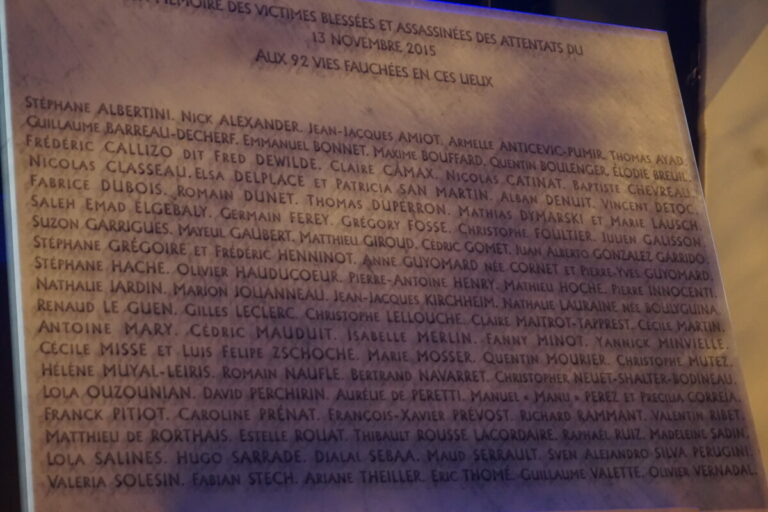 MÉMOIRE DES VICTIMES BLESSÉES ET ASSASSINÉES DES ATTENTATS DU
13 NOVEMBRE 2015
AUX 92 VIES FAUCHÉES EN CES LIEUX
STÉPHANE ALBERTINI. NICK ALEXANDER. JEAN-JACQUES AMIOT. ARMELLE ANTICEVIC-PUMIR. THOMAS AYAD.
GUILLAUME BARREAU-DECHERF. EMMANUEL BONNET. MAXIME BOUFFARD. QUENTIN BOULENGER. ÉLODIE BREUIL.
FRÉDÉRIC CALLIZO DIT FRED DEWILDE. CLAIRE CAMAX. NICOLAS CATINAT. BAPTISTE CHEVREAU.
NICOLAS CLASSEAU. ELSA DELPLACE ET PATRICIA SAN MARTIN. ALBAN DENUIT. VINCENT DETOC.
FABRICE DUBOIS. ROMAIN DUNET. THOMAS DUPERRON. MATHIAS DYMARSKI ET MARIE LAUSCH.
SALEH EMAD ELGEBALY. GERMAIN FEREY. GRÉGORY FOSSE. CHRISTOPHE FOULTIER. JULIEN GALISSON.
SUZON GARRIGUES. MAYEUL GAUBERT. MATTHIEU GIROUD. CÉDRIC GOMET. JUAN ALBERTO GONZALEZ GARRIDO.
STÉPHANE GRÉGOIRE ET FRÉDÉRIC HENNINOT. ANNE GUYOMARD NÉE CORNET ET PIERRE-YVES GUYOMARD.
STÉPHANE HACHE. OLIVIER HAUDUCOEUR. PIERRE-ANTOINE HENRY. MATHIEU HOCHE. PIERRE INNOCENTI.
NATHALIE JARDIN. MARION JOUANNEAU. JEAN-JACQUES KIRCHHEIM. NATHALIE LAURAINE NÉE BOULYGUINA.
RENAUD LE GUEN. GILLES LECLERC. CHRISTOPHE LELLOUCHE. CLAIRE MAITROT-TAPPREST. CÉCILE MARTIN.
ANTOINE MARY. CÉDRIC MAUDUIT. ISABELLE MERLIN. FANNY MINOT. YANNICK MINVIELLE.
CÉCILE MISSE ET LUIS FELIPE ZSCHOCHE. MARIE MOSSER. QUENTIN MOURIER. CHRISTOPHE MUTEZ.
HÉLÈNE MUYAL-LEIRIS. ROMAIN NAUFLE. BERTRAND NAVARRET. CHRISTOPHER NEUËT-SHALTER-BODINEAU.
LOLA OUZOUNIAN. DAVID PERCHIRIN. AURÉLIE DE PERETTI. MANUEL « MANU » PEREZ ET PRECILIA CORREIA.
FRANCK PITIOT. CAROLINE PRÉNAT. FRANÇOIS-XAVIER PRÉVOST. RICHARD RAMMANT. VALENTIN RIBET.
MATTHIEU DE RORTHAIS. ESTELLE ROUAT. THIBAULT ROUSSE LACORDAIRE. RAPHAËL RUIZ. MADELEINE SADIN.
LOLA SALINES. HUGO SARRADE. DJALAL SEBAA. MAUD SERRAULT. SVEN ALEJANDRO SILVA PERUGINI.
VALERIA SOLESIN. FABIAN STECH. ARIANE THEILLER. ÉRIC THOMÉ. GUILLAUME VALETTE. OLIVIER VERNADAL.